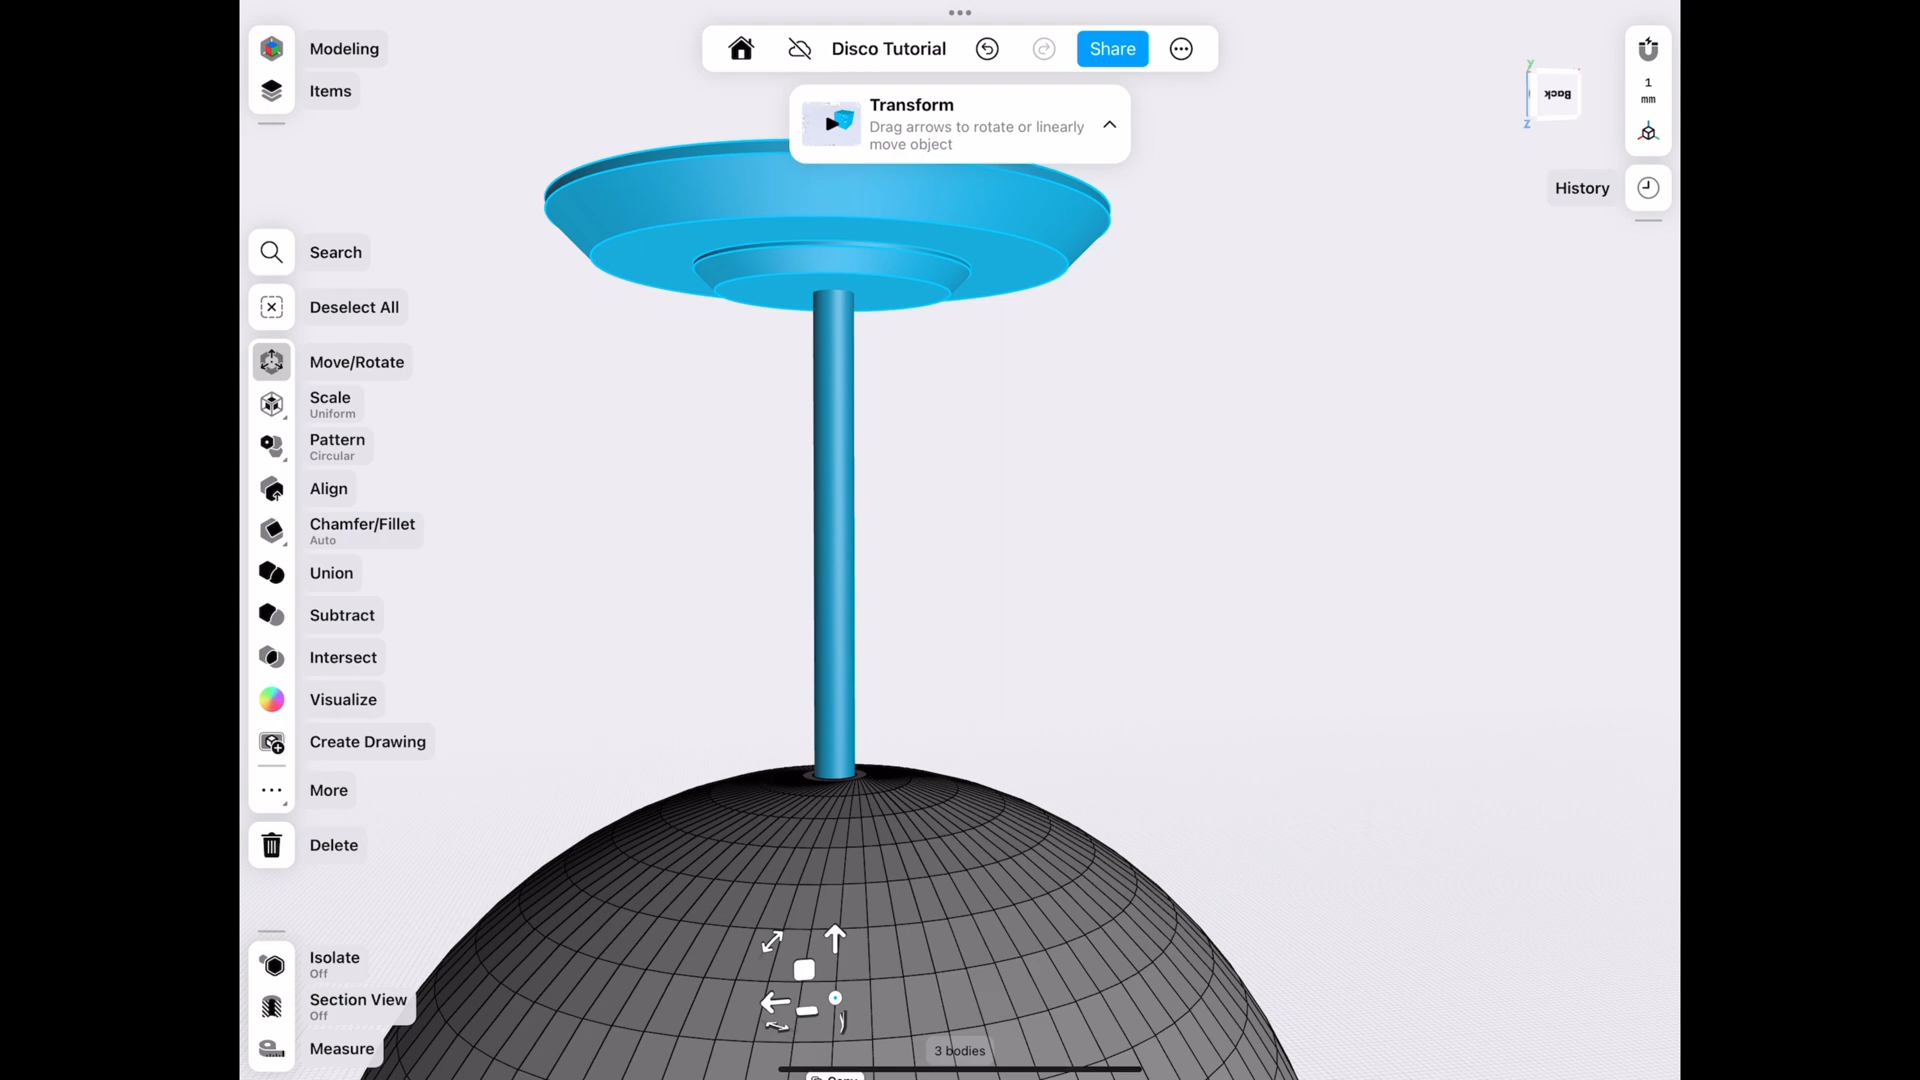 Modeling
Items
Disco Tutorial
Share
Transform
Drag arrows to rotate or linearly
move object
y
Back
z
1
mm
History
Search
Deselect All
Move/Rotate
Scale
Uniform
Pattern
Circular
Align
Chamfer/Fillet
Auto
Union
Subtract
Intersect
Visualize
Create Drawing
More
Delete
Isolate
Off
Section View
Off
Measure
3 bodies
Copy